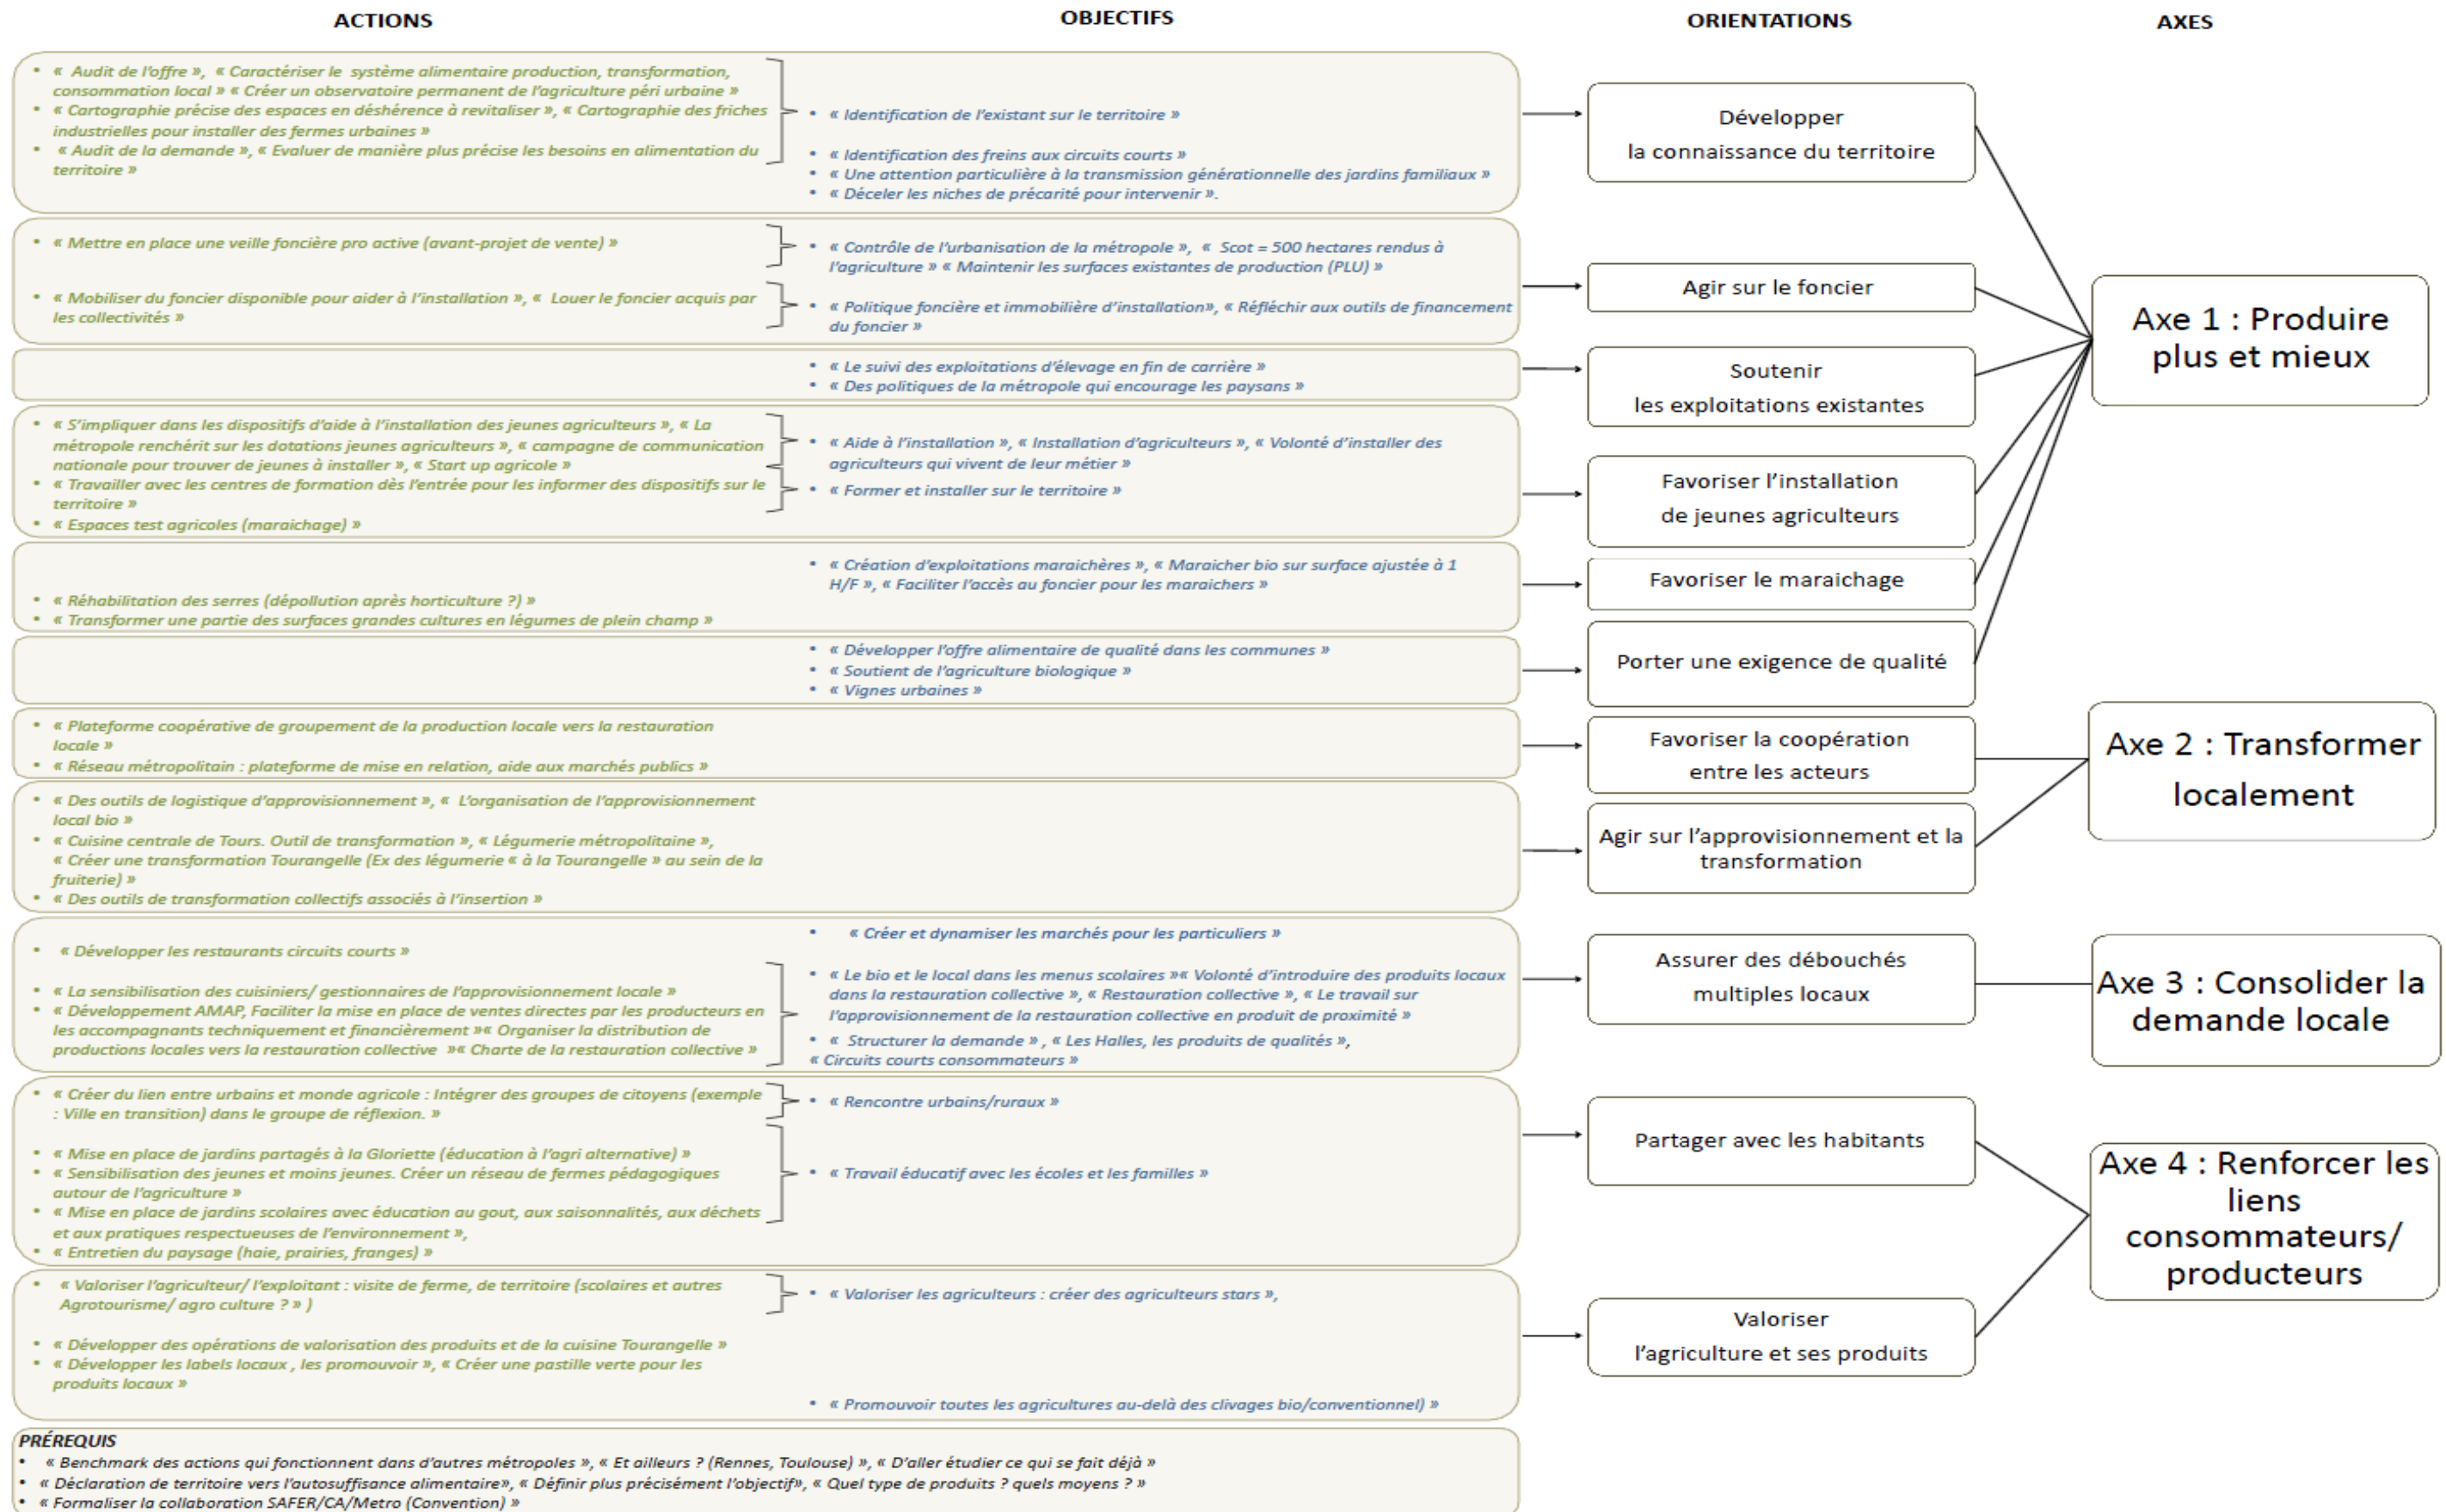 ACTIONS
OBJECTIFS
ORIENTATIONS
AXES
• « Audit de l'offre », « Caractériser le système alimentaire production, transformation,
consommation local » « Créer un observatoire permanent de l'agriculture péri urbaine »
• « Cartographie précise des espaces en déshérence à revitaliser », « Cartographie des friches
industrielles pour installer des fermes urbaines »
• « Audit de la demande », « Evaluer de manière plus précise les besoins en alimentation du
territoire »
• « Identification de l'existant sur le territoire »
• « Identification des freins aux circuits courts »
• « Une attention particulière à la transmission générationnelle des jardins familiaux »
• « Déceler les niches de précarité pour intervenir ».
Développer
la connaissance du territoire
• « Mettre en place une veille foncière pro active (avant-projet de vente) »
• « Mobiliser du foncier disponible pour aider à l'installation », « Louer le foncier acquis par
les collectivités »
• « Contrôle de l'urbanisation de la métropole », « Scot = 500 hectares rendus à
l'agriculture » « Maintenir les surfaces existantes de production (PLU) »
• « Politique foncière et immobilière d'installation», « Réfléchir aux outils de financement
du foncier »
Agir sur le foncier
• « Le suivi des exploitations d'élevage en fin de carrière »
• « Des politiques de la métropole qui encourage les paysans »
Soutenir
les exploitations existantes
• « S'impliquer dans les dispositifs d'aide à l'installation des jeunes agriculteurs », « La
métropole renchérit sur les dotations jeunes agriculteurs », « campagne de communication
nationale pour trouver de jeunes à installer », « Start up agricole »
• « Travailler avec les centres de formation dès l'entrée pour les informer des dispositifs sur le
territoire »
• « Espaces test agricoles (maraichage) »
• « Aide à l'installation », « Installation d'agriculteurs », « Volonté d'installer des
agriculteurs qui vivent de leur métier »
• « Former et installer sur le territoire »
Favoriser l'installation
de jeunes agriculteurs
• « Réhabilitation des serres (dépollution après horticulture ?) »
• « Transformer une partie des surfaces grandes cultures en légumes de plein champ »
• « Création d'exploitations maraichères », « Maraicher bio sur surface ajustée à 1
H/F », « Faciliter l'accès au foncier pour les maraichers »
Favoriser le maraichage
• « Développer l'offre alimentaire de qualité dans les communes »
• « Soutient de l'agriculture biologique »
• « Vignes urbaines »
Porter une exigence de qualité
Axe 1 : Produire
plus et mieux
• « Plateforme coopérative de groupement de la production locale vers la restauration
locale »
• « Réseau métropolitain : plateforme de mise en relation, aide aux marchés publics »
Favoriser la coopération
entre les acteurs
• « Des outils de logistique d'approvisionnement », « L'organisation de l'approvisionnement
local bio »
• « Cuisine centrale de Tours. Outil de transformation », « Légumerie métropolitaine »,
« Créer une transformation Tourangelle (Ex des légumerie « à la Tourangelle » au sein de la
fruiterie) »
• « Des outils de transformation collectifs associés à l'insertion »
Agir sur l'approvisionnement et la
transformation
Axe 2 : Transformer
localement
• « Développer les restaurants circuits courts »
• « La sensibilisation des cuisiniers/ gestionnaires de l'approvisionnement locale »
• « Développement AMAP, Faciliter la mise en place de ventes directes par les producteurs en
les accompagnants techniquement et financièrement »« Organiser la distribution de
productions locales vers la restauration collective »« Charte de la restauration collective »
• « Créer et dynamiser les marchés pour les particuliers »
• « Le bio et le local dans les menus scolaires »« Volonté d'introduire des produits locaux
dans la restauration collective », « Restauration collective », « Le travail sur
l'approvisionnement de la restauration collective en produit de proximité »
• « Structurer la demande » , « Les Halles, les produits de qualités »,
« Circuits courts consommateurs »
Assurer des débouchés
multiples locaux
Axe 3 : Consolider la
demande locale
• « Créer du lien entre urbains et monde agricole : Intégrer des groupes de citoyens (exemple
: Ville en transition) dans le groupe de réflexion. »
• « Mise en place de jardins partagés à la Gloriette (éducation à l'agri alternative) »
• « Sensibilisation des jeunes et moins jeunes. Créer un réseau de fermes pédagogiques
autour de l'agriculture »
• « Mise en place de jardins scolaires avec éducation au gout, aux saisonnalités, aux déchets
et aux pratiques respectueuses de l'environnement »,
• « Entretien du paysage (haie, prairies, franges) »
• « Rencontre urbains/ruraux »
• « Travail éducatif avec les écoles et les familles »
Partager avec les habitants
• « Valoriser l'agriculteur/ l'exploitant : visite de ferme, de territoire (scolaires et autres
Agrotourisme/ agro culture ? » )
• « Développer des opérations de valorisation des produits et de la cuisine Tourangelle »
• « Développer les labels locaux , les promouvoir », « Créer une pastille verte pour les
produits locaux »
• « Valoriser les agriculteurs : créer des agriculteurs stars »,
• « Promouvoir toutes les agricultures au-delà des clivages bio/conventionnel) »
Valoriser
l'agriculture et ses produits
Axe 4 : Renforcer les
liens
consommateurs/
producteurs
PRÉREQUIS
• « Benchmark des actions qui fonctionnent dans d'autres métropoles », « Et ailleurs ? (Rennes, Toulouse) », « D'aller étudier ce qui se fait déjà »
• « Déclaration de territoire vers l'autosuffisance alimentaire», « Définir plus précisément l'objectif», « Quel type de produits ? quels moyens ? »
• « Formaliser la collaboration SAFER/CA/Metro (Convention) »